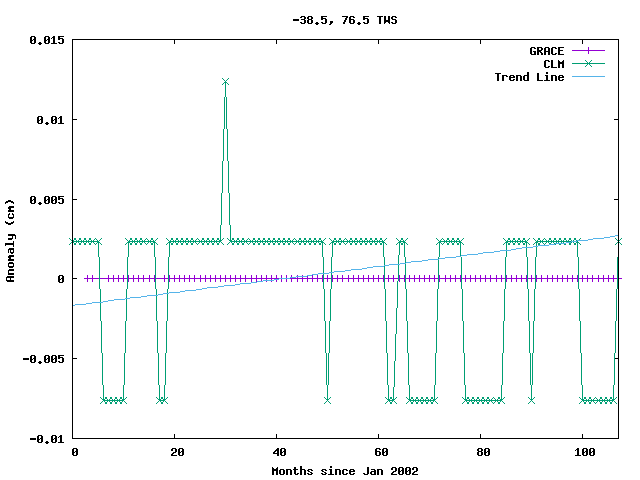 -38.5, 76.5 TWS
GRACE
CLM
Trend Line
0.015
0.01
0.005
0
-0.005
-0.01
Anomaly (cm)
0 20 40 60 80 100
Months since Jan 2002